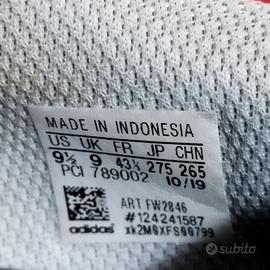 MADE IN INDONESIA
US UK FR JP CHN
9½ 9 43⅓ 275 265
PCI 789002 10/19
ART FW2846
#124241587
adidas xk2M0XFS00799
subito